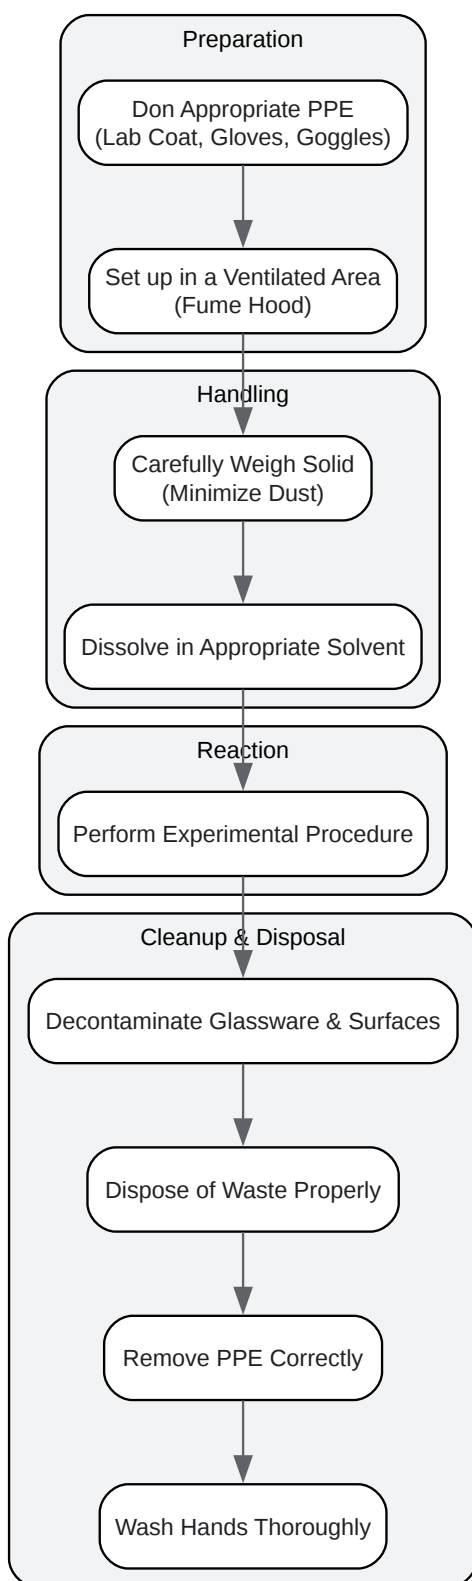 Preparation
Don Appropriate PPE
(Lab Coat, Gloves, Goggles)
Set up in a Ventilated Area
(Fume Hood)
Handling
Carefully Weigh Solid
(Minimize Dust)
Dissolve in Appropriate Solvent
Reaction
Perform Experimental Procedure
Cleanup & Disposal
Decontaminate Glassware & Surfaces
Dispose of Waste Properly
Remove PPE Correctly
Wash Hands Thoroughly